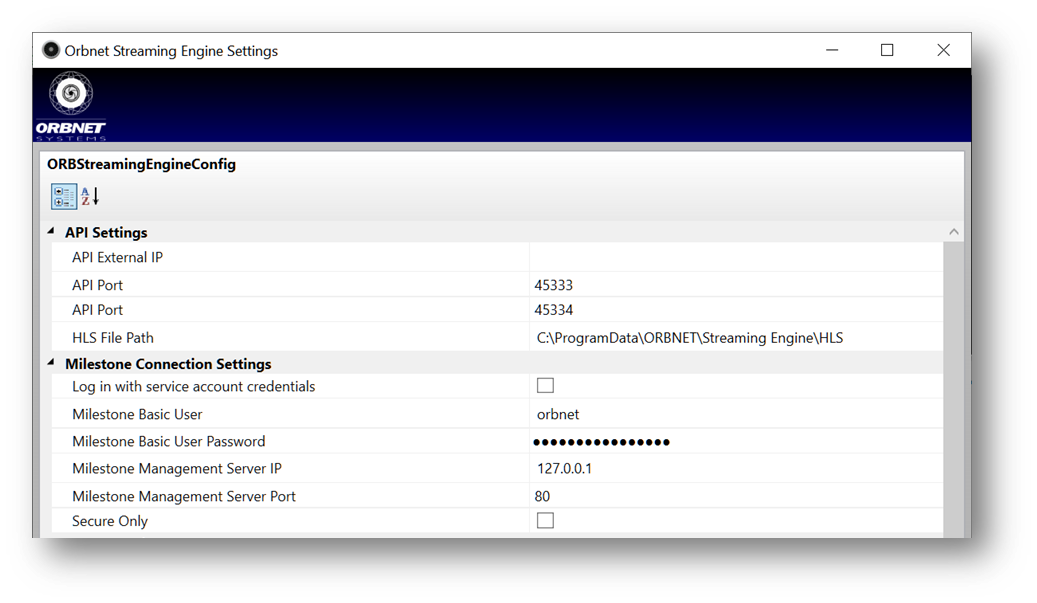 Orbnet Streaming Engine Settings
ORBNET
SYSTEMS
ORBStreamingEngineConfig
A
Z
API Settings
API External IP
API Port 45333
API Port 45334
HLS File Path C:\ProgramData\ORBNET\Streaming Engine\HLS
Milestone Connection Settings
Log in with service account credentials
Milestone Basic User orbnet
Milestone Basic User Password ●●●●●●●●●●●●●●●●
Milestone Management Server IP 127.0.0.1
Milestone Management Server Port 80
Secure Only